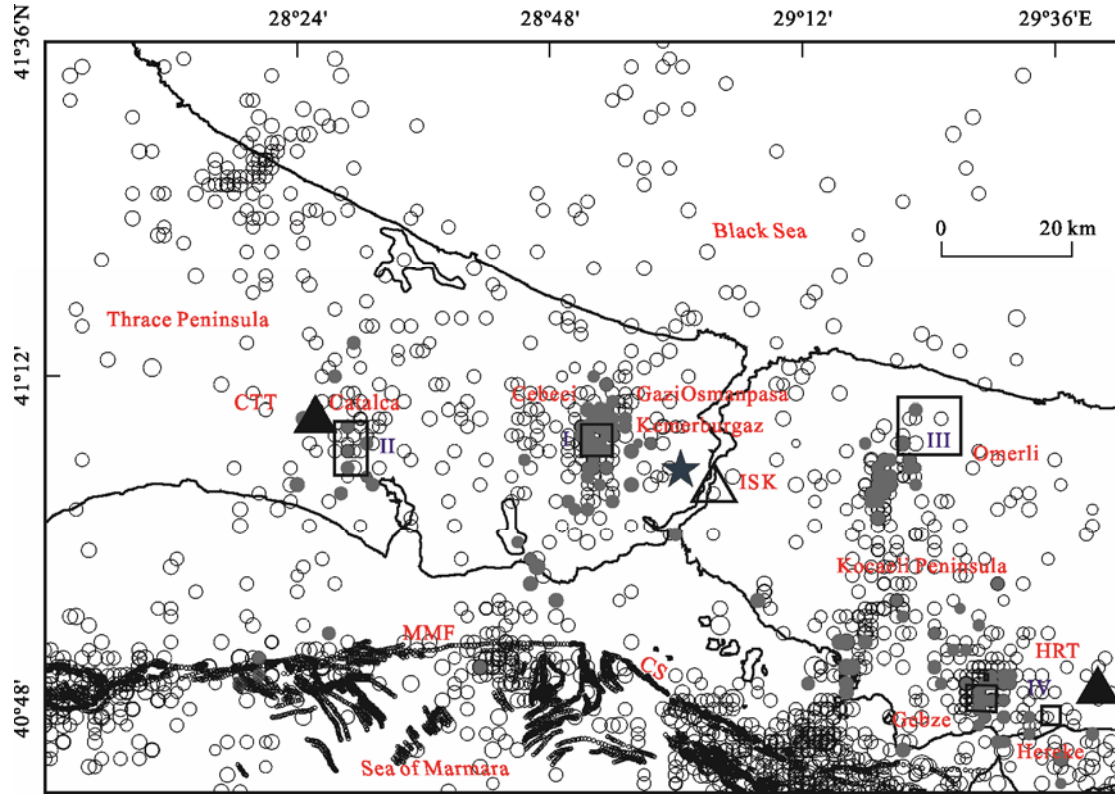 28°24' 28°48' 29°12' 29°36'E
41°36'N
Black Sea
0 20 km
Thrace Peninsula
41°12'
CTT Catalca Cebeci GaziOsmanpasa
Kemerburgaz
II I III
Omerli
ISK
Kocaeli Peninsula
MMF
HRT
CS
IV
40°48'
Gebze
Hereke
Sea of Marmara